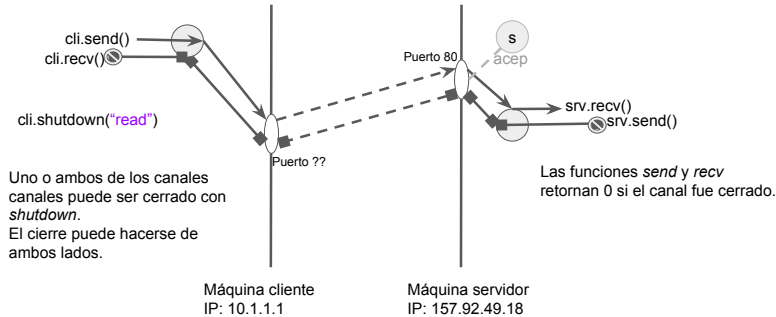 cli.send()
cli.recv()
cli.shutdown(“read”)
Uno o ambos de los canales
canales puede ser cerrado con
shutdown.
El cierre puede hacerse de
ambos lados.
Puerto ??
Máquina cliente
IP: 10.1.1.1
Puerto 80
s
acep
srv.recv()
srv.send()
Las funciones send y recv
retornan 0 si el canal fue cerrado.
Máquina servidor
IP: 157.92.49.18